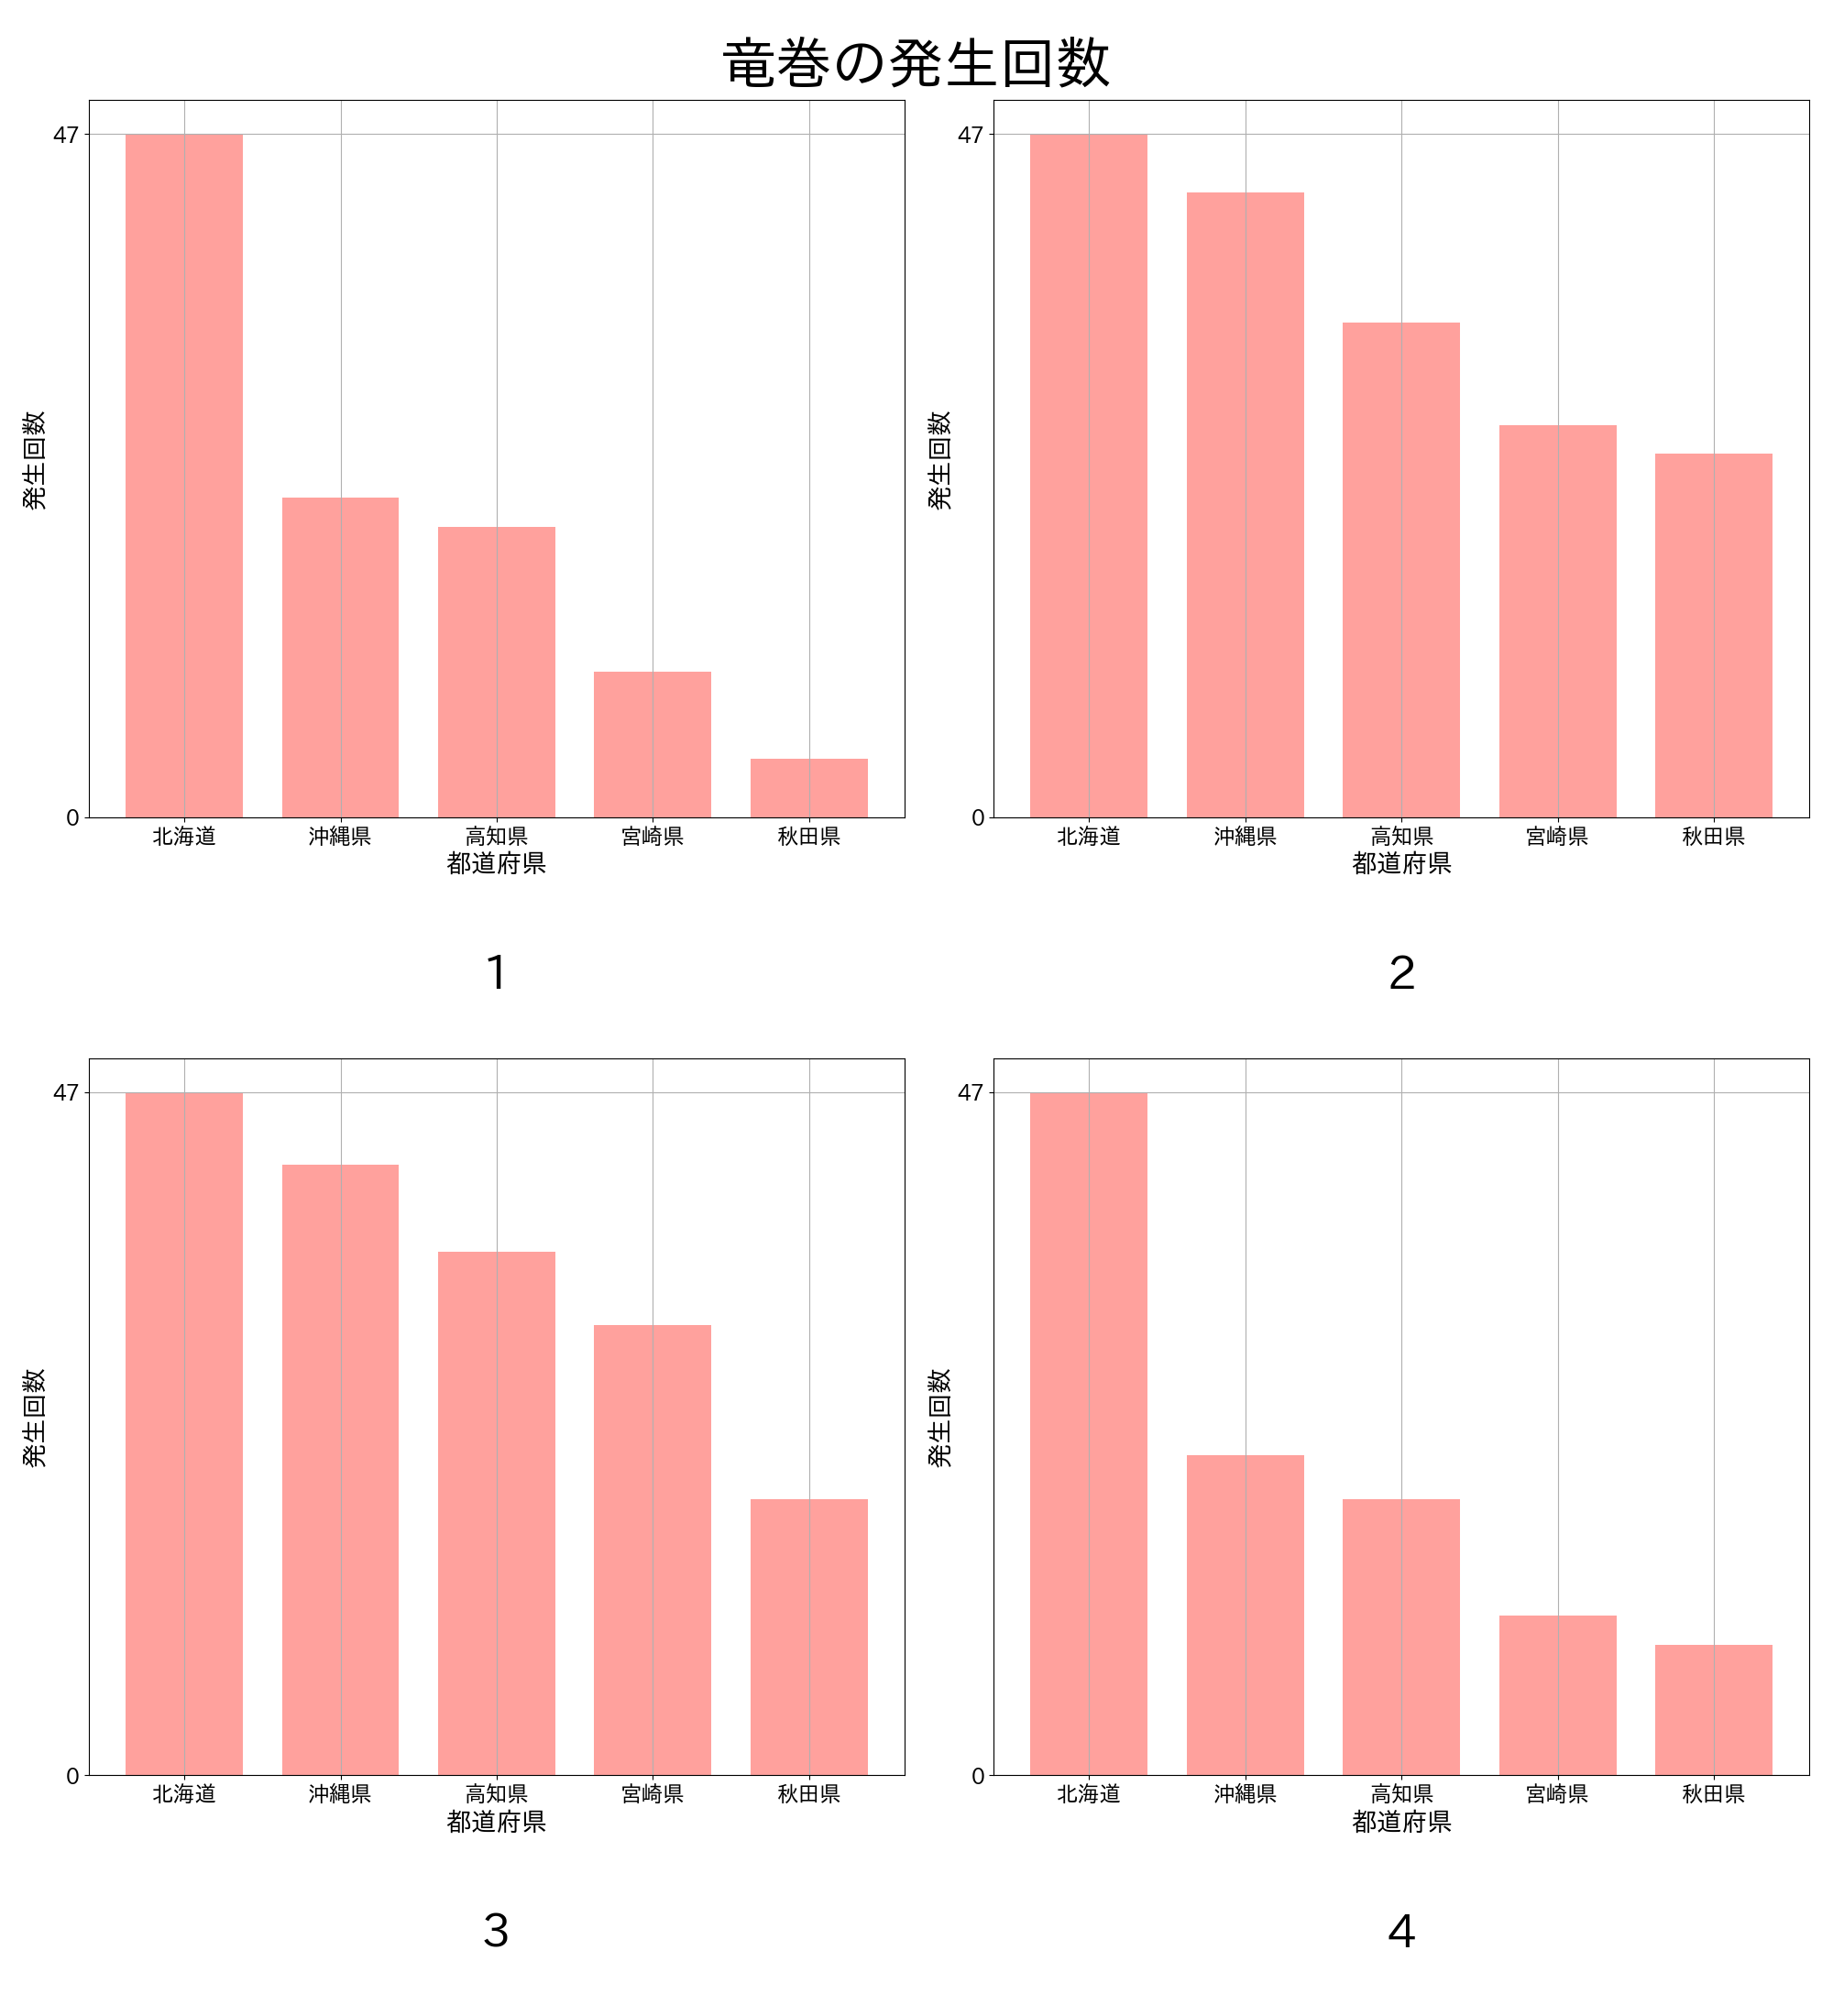 竜巻の発生回数
47
0
発生回数
北海道 沖縄県 高知県 宮崎県 秋田県
都道府県
1
47
0
発生回数
北海道 沖縄県 高知県 宮崎県 秋田県
都道府県
2
47
0
発生回数
北海道 沖縄県 高知県 宮崎県 秋田県
都道府県
3
47
0
発生回数
北海道 沖縄県 高知県 宮崎県 秋田県
都道府県
4